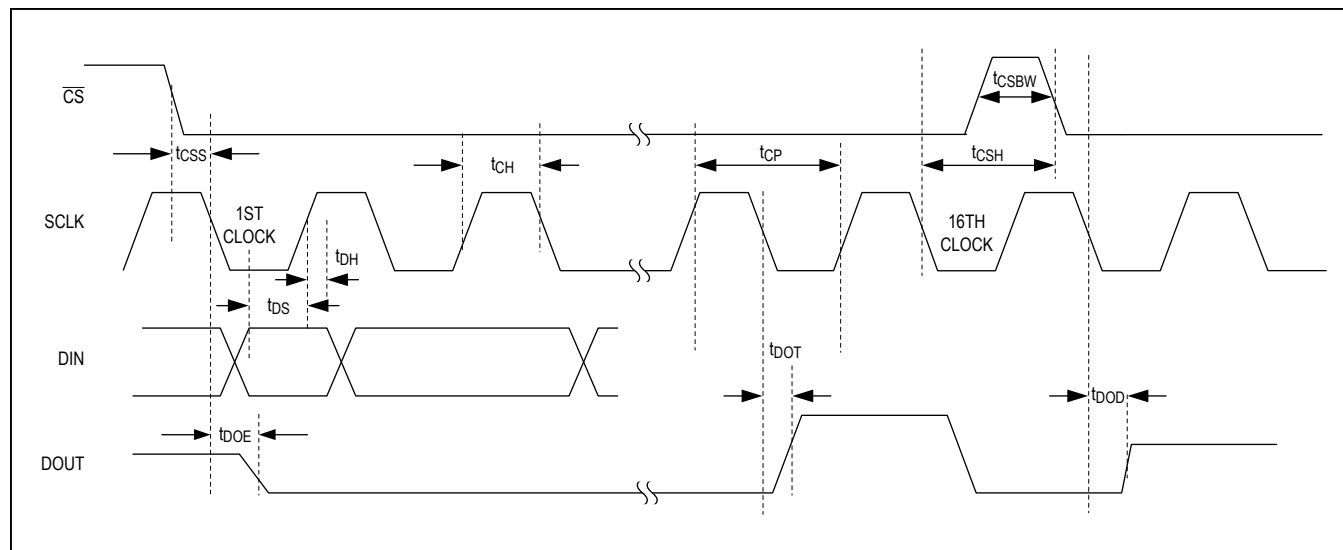 CS
tCSBW
tCSS
tCH
tCP
tCSH
SCLK
1ST
CLOCK
16TH
CLOCK
tDH
tDS
DIN
tDOT
tDOD
tDOE
DOUT